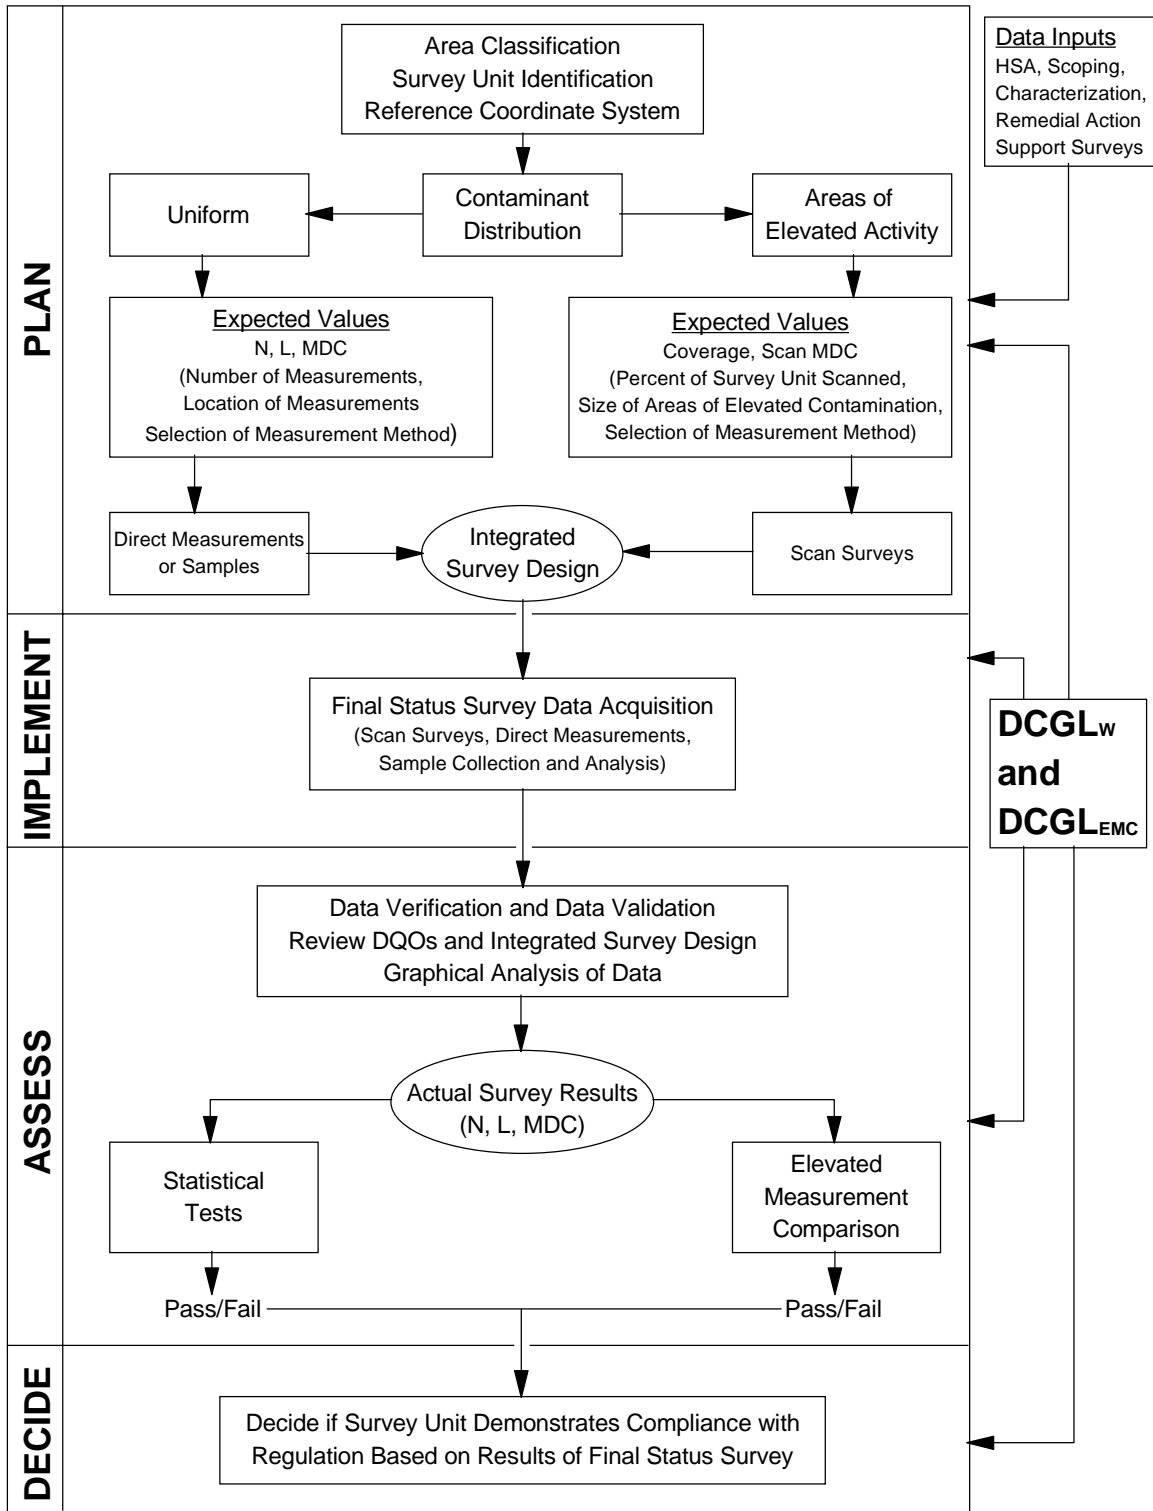 PLAN
Area Classification
Survey Unit Identification
Reference Coordinate System
Data Inputs
HSA, Scoping,
Characterization,
Remedial Action
Support Surveys
Uniform
Contaminant
Distribution
Areas of
Elevated Activity
Expected Values
N, L, MDC
(Number of Measurements,
Location of Measurements
Selection of Measurement Method)
Expected Values
Coverage, Scan MDC
(Percent of Survey Unit Scanned,
Size of Areas of Elevated Contamination,
Selection of Measurement Method)
Direct Measurements
or Samples
Integrated
Survey Design
Scan Surveys
IMPLEMENT
Final Status Survey Data Acquisition
(Scan Surveys, Direct Measurements,
Sample Collection and Analysis)
DCGLW
and
DCGLEMC
ASSESS
Data Verification and Data Validation
Review DQOs and Integrated Survey Design
Graphical Analysis of Data
Actual Survey Results
(N, L, MDC)
Statistical
Tests
Elevated
Measurement
Comparison
Pass/Fail
Pass/Fail
DECIDE
Decide if Survey Unit Demonstrates Compliance with
Regulation Based on Results of Final Status Survey